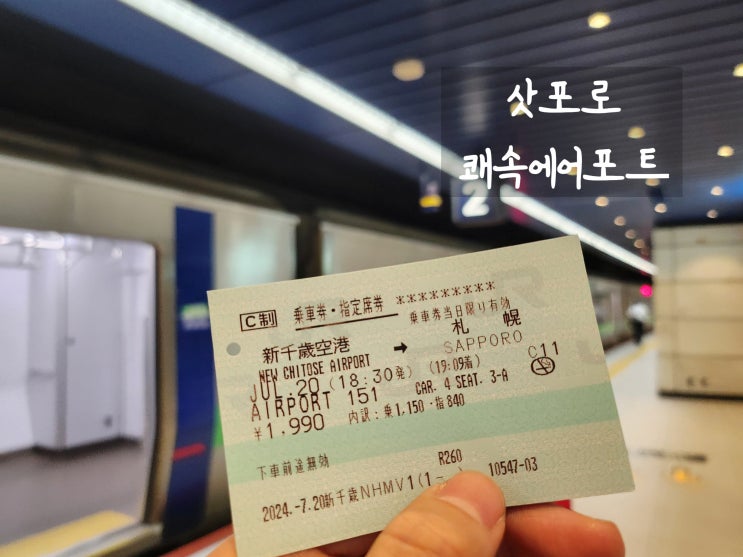 삿포로
쾌속에어포트
2
C制 乗車券・指定席券 *********
乗車券当日限り有効
新千歳空港 → 札幌
NEW CHITOSE AIRPORT SAPPORO
JUL.20 (18:30発) (19:09着) C11
AIRPORT 151 CAR. 4 SEAT. 3-A
¥1,990 内訳:乗1,150・指840
下車前途無効
R260
2024.-7.20新千歳NHMV1(1- 10547-03